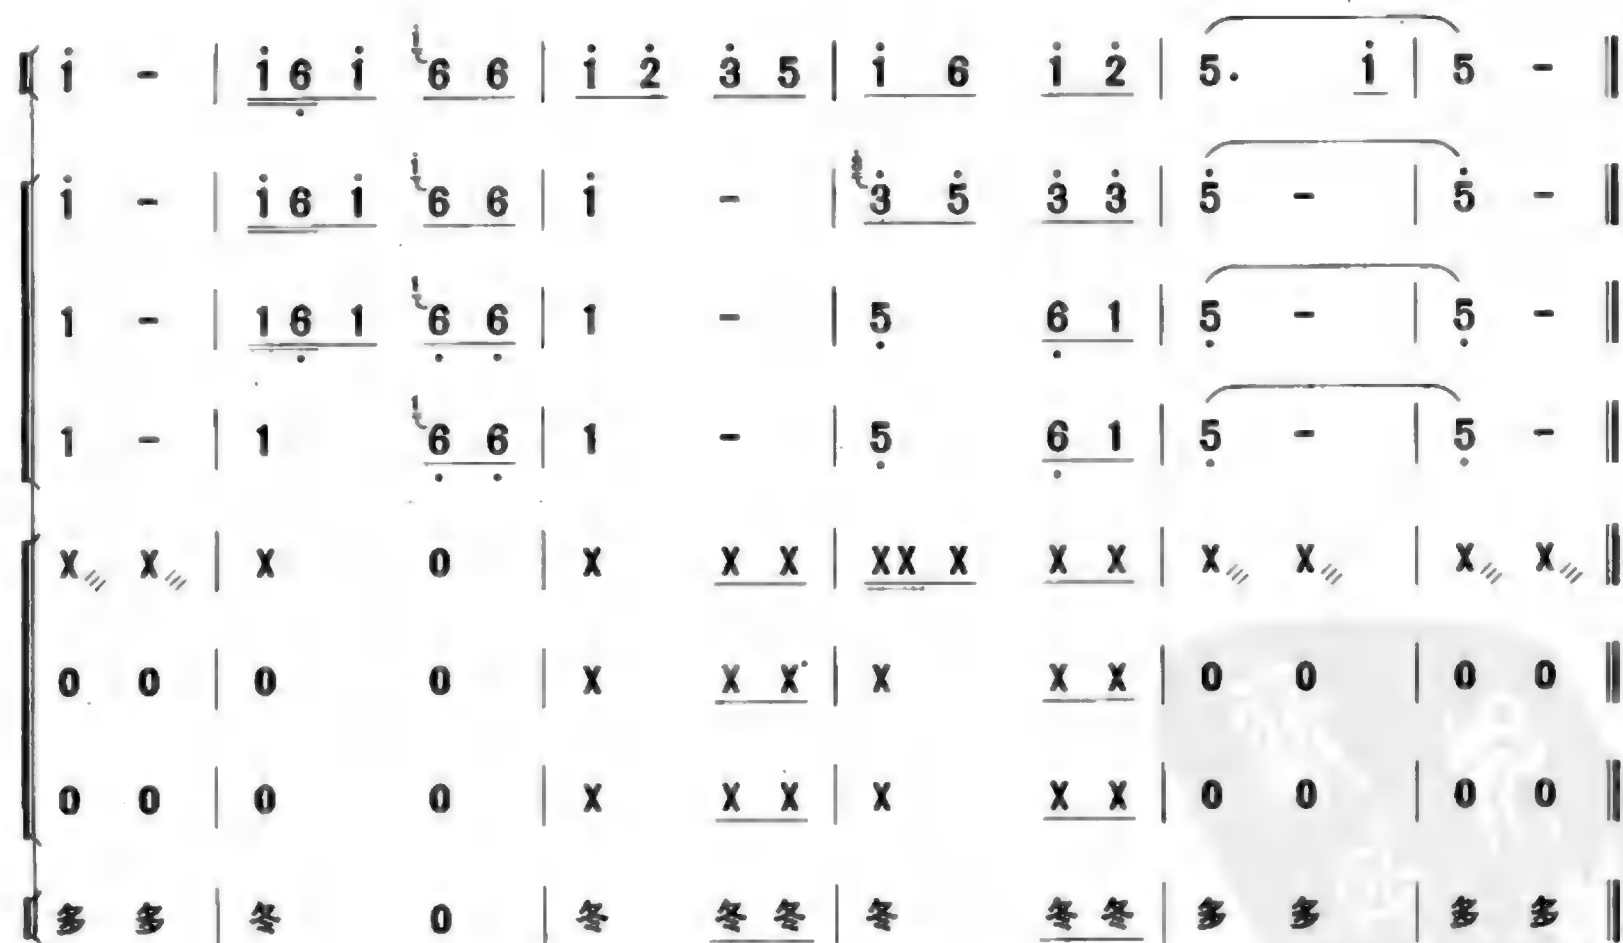 i̇ - | i̇ 6̣ i̇ i̇ 6 6 | i̇ 2̇ 3̇ 5 | i̇ 6 i̇ 2̇ | 5. i̇ | 5 - ‖
i̇ - | i̇ 6 i̇ i̇ 6 6 | i̇ - | 3̇ 5̇ 3̇ 3̇ | 5̇ - | 5̇ - ‖
1 - | 1 6̣ 1 1 6̣ 6̣ | 1 - | 5̣ 6̣ 1 | 5̣ - | 5̣ - ‖
1 - | 1 1 6̣ 6̣ | 1 - | 5̣ 6̣ 1 | 5̣ - | 5̣ - ‖
X/// X/// | X 0 | X X X | XX X X X | X/// X/// | X/// X/// ‖
0 0 | 0 0 | X X X | X X X | 0 0 | 0 0 ‖
0 0 | 0 0 | X X X | X X X | 0 0 | 0 0 ‖
多 多 | 冬 0 | 冬 冬 冬 | 冬 冬 冬 | 多 多 | 多 多 ‖